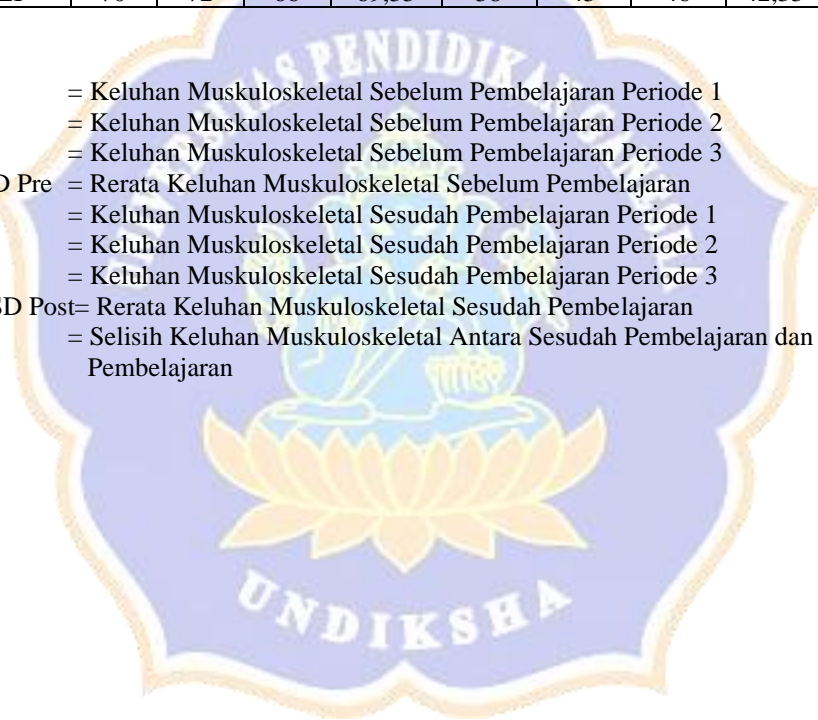 = Keluhan Muskuloskeletal Sebelum Pembelajaran Periode 1
= Keluhan Muskuloskeletal Sebelum Pembelajaran Periode 2
= Keluhan Muskuloskeletal Sebelum Pembelajaran Periode 3
Pre = Rerata Keluhan Muskuloskeletal Sebelum Pembelajaran
= Keluhan Muskuloskeletal Sesudah Pembelajaran Periode 1
= Keluhan Muskuloskeletal Sesudah Pembelajaran Periode 2
= Keluhan Muskuloskeletal Sesudah Pembelajaran Periode 3
Post= Rerata Keluhan Muskuloskeletal Sesudah Pembelajaran
= Selisih Keluhan Muskuloskeletal Antara Sesudah Pembelajaran dan
Pembelajaran
UNIVERSITAS PENDIDIKAN GANESHA
UNDIKSHA